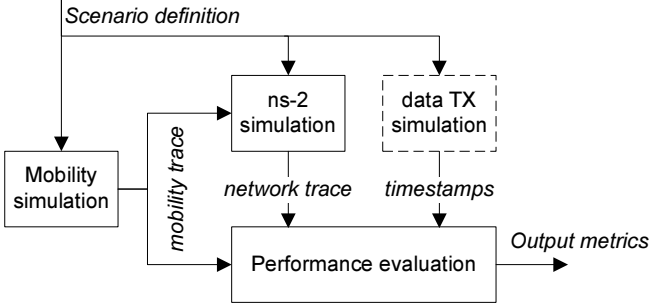 Scenario definition
ns-2
simulation
data TX
simulation
Mobility
simulation
mobility trace
network trace
timestamps
Performance evaluation
Output metrics